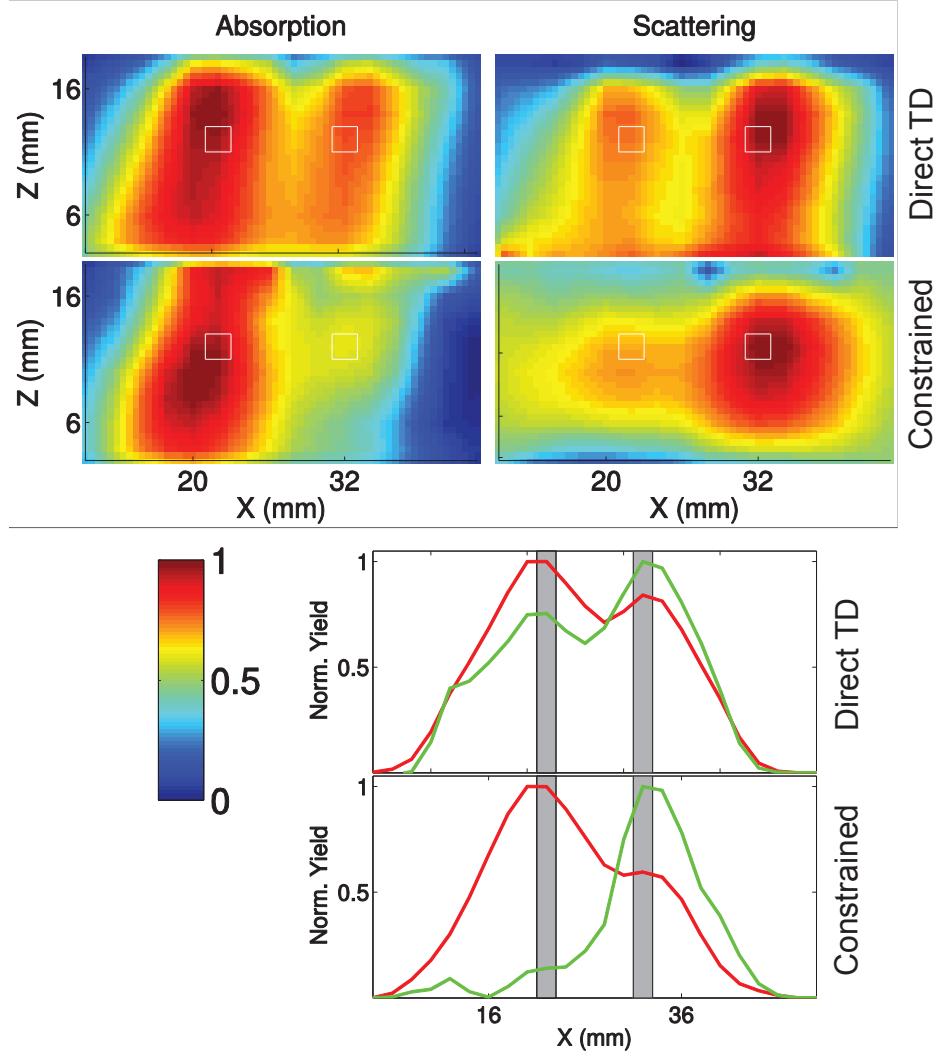 Absorption
Scattering
16
6
Z (mm)
Direct TD
16
6
Z (mm)
Constrained
20
32
20
32
X (mm)
X (mm)
1
0.5
0
1
0.5
Norm. Yield
Direct TD
1
0.5
Norm. Yield
Constrained
16
36
X (mm)